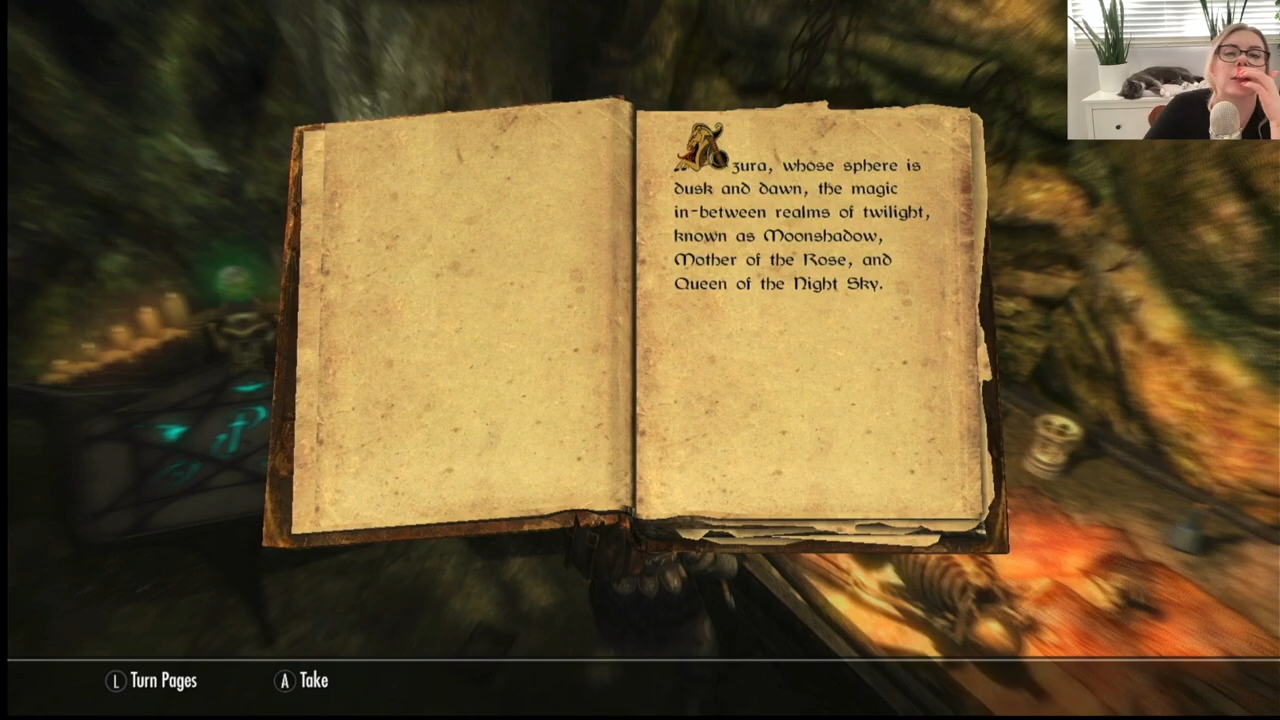 Azura, whose sphere is
dusk and dawn, the magic
in-between realms of twilight,
known as Moonshadow,
Mother of the Rose, and
Queen of the Night Sky.
L Turn Pages
A Take